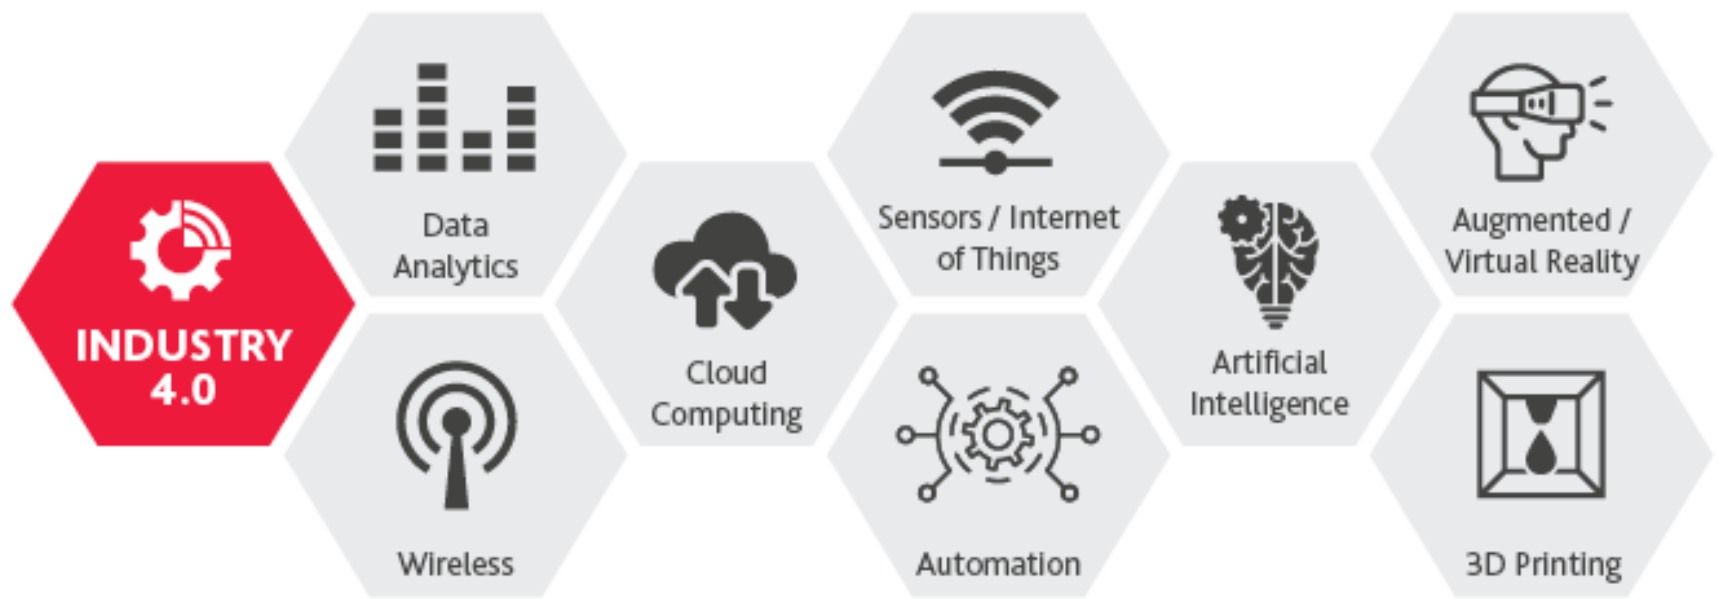 INDUSTRY
4.0
Data
Analytics
Wireless
Cloud
Computing
Sensors / Internet
of Things
Automation
Artificial
Intelligence
Augmented /
Virtual Reality
3D Printing